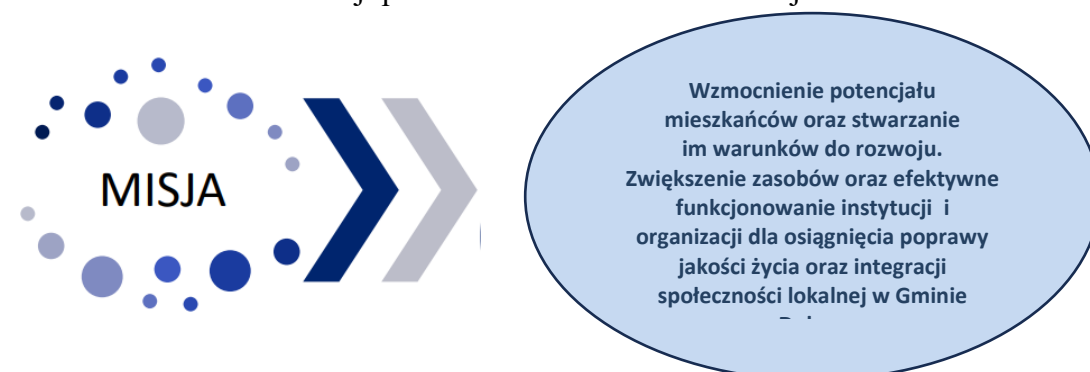 MISJA
Wzmocnienie potencjału
mieszkańców oraz stwarzanie
im warunków do rozwoju.
Zwiększenie zasobów oraz efektywne
funkcjonowanie instytucji i
organizacji dla osiągnięcia poprawy
jakości życia oraz integracji
społeczności lokalnej w Gminie